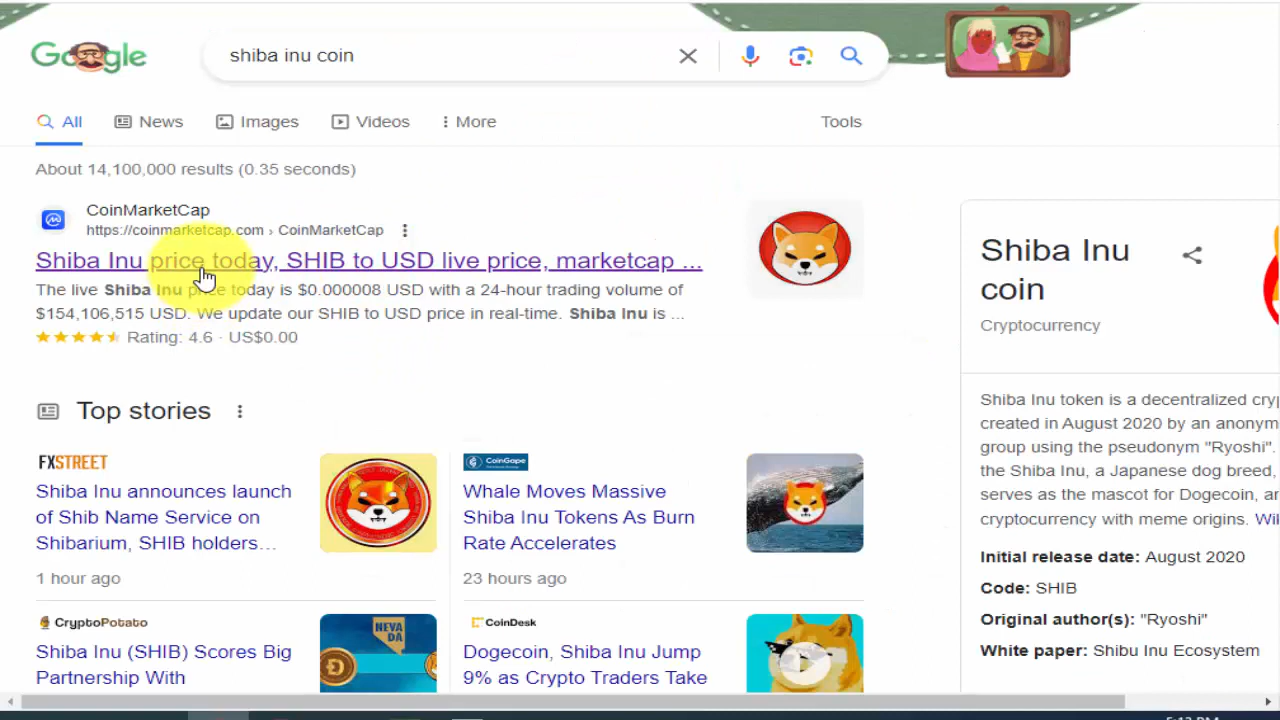 Google
shiba inu coin
All News Images Videos More Tools
About 14,100,000 results (0.35 seconds)
CoinMarketCap
https://coinmarketcap.com › CoinMarketCap
Shiba Inu price today, SHIB to USD live price, marketcap ...
The live Shiba Inu price today is $0.000008 USD with a 24-hour trading volume of
$154,106,515 USD. We update our SHIB to USD price in real-time. Shiba Inu is ...
Rating: 4.6 · US$0.00
Top stories
FXSTREET
Shiba Inu announces launch
of Shib Name Service on
Shibarium, SHIB holders...
1 hour ago
CoinGape
Whale Moves Massive
Shiba Inu Tokens As Burn
Rate Accelerates
23 hours ago
CryptoPotato
Shiba Inu (SHIB) Scores Big
Partnership With
NEVADA
CoinDesk
Dogecoin, Shiba Inu Jump
9% as Crypto Traders Take
Shiba Inu
coin
Cryptocurrency
Shiba Inu token is a decentralized cryp
created in August 2020 by an anonym
group using the pseudonym "Ryoshi".
the Shiba Inu, a Japanese dog breed,
serves as the mascot for Dogecoin, an
cryptocurrency with meme origins. Wil
Initial release date: August 2020
Code: SHIB
Original author(s): "Ryoshi"
White paper: Shibu Inu Ecosystem